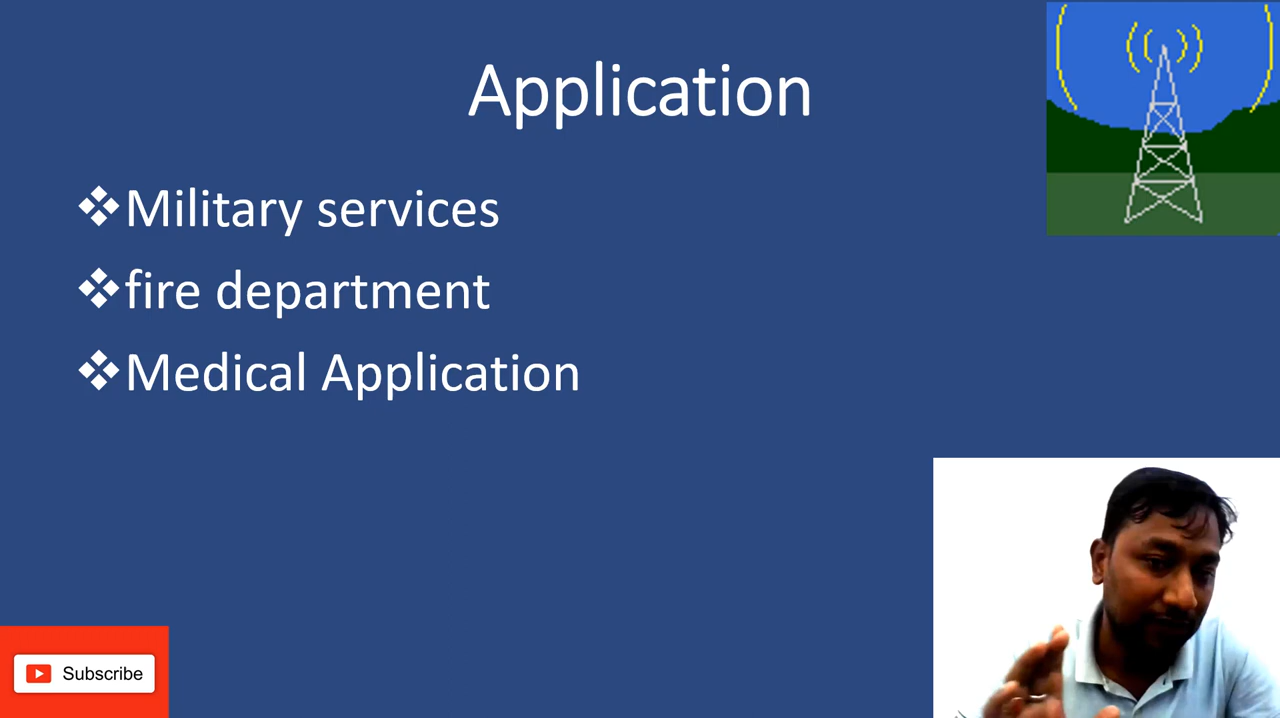 Application
❖Military services
❖fire department
❖Medical Application
Subscribe